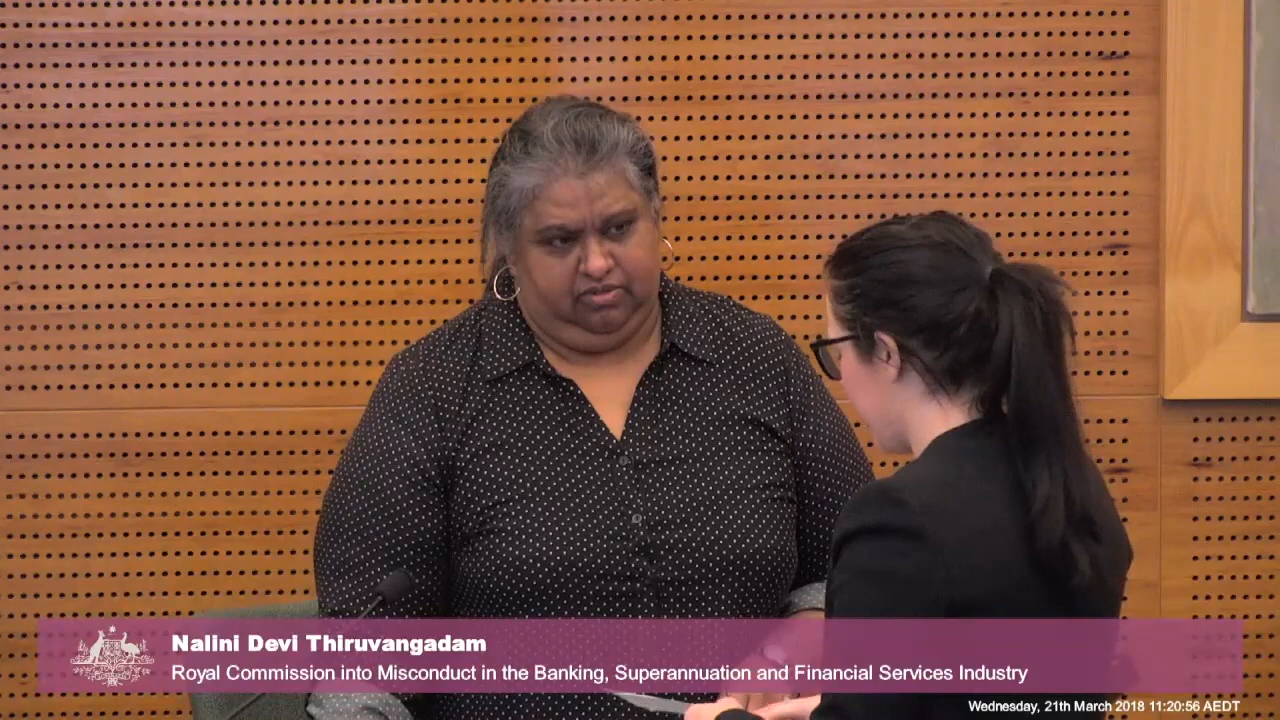 Nalini Devi Thiruvangadam
Royal Commission into Misconduct in the Banking, Superannuation and Financial Services Industry
Wednesday, 21th March 2018 11:20:56 AEDT